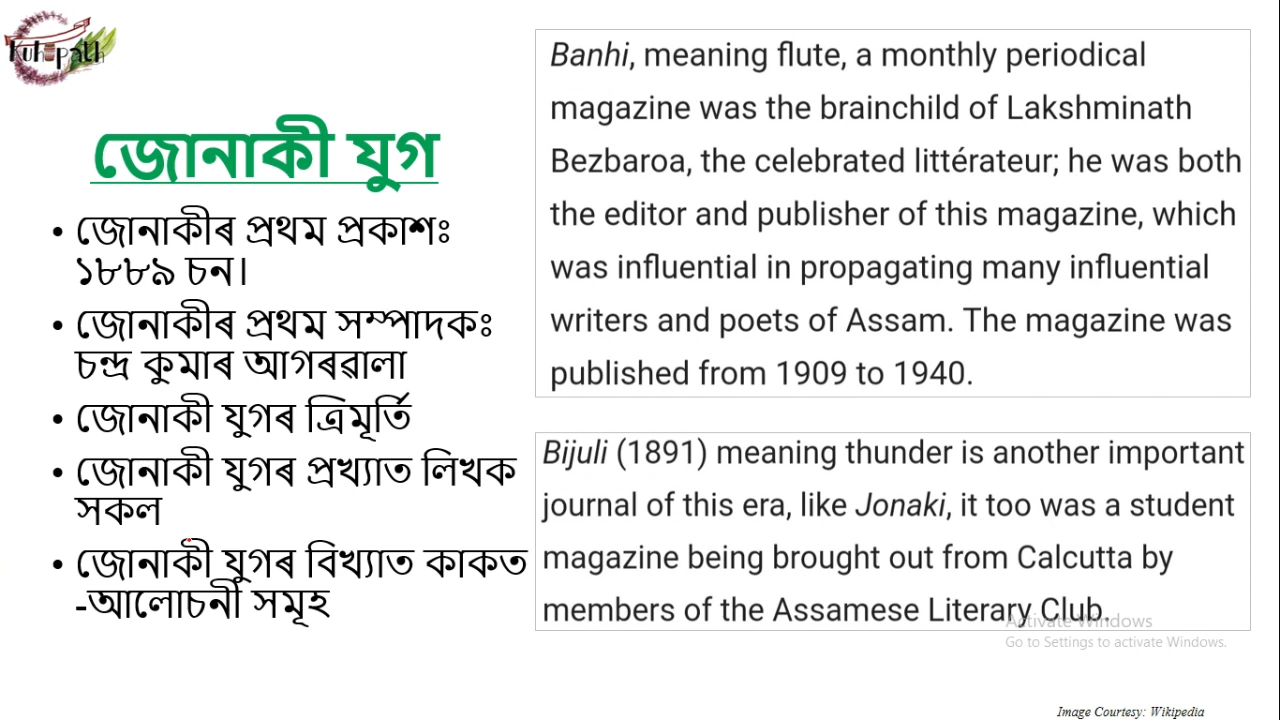 Kuhipath
জোনাকী যুগ
• জোনাকীৰ প্ৰথম প্ৰকাশঃ
১৮৮৯ চন।
• জোনাকীৰ প্ৰথম সম্পাদকঃ
চন্দ্ৰ কুমাৰ আগৰৱালা
• জোনাকী যুগৰ ত্ৰিমূৰ্তি
• জোনাকী যুগৰ প্ৰখ্যাত লিখক
সকল
• জোনাকী যুগৰ বিখ্যাত কাকত
-আলোচনী সমূহ
Banhi, meaning flute, a monthly periodical
magazine was the brainchild of Lakshminath
Bezbaroa, the celebrated littérateur; he was both
the editor and publisher of this magazine, which
was influential in propagating many influential
writers and poets of Assam. The magazine was
published from 1909 to 1940.
Bijuli (1891) meaning thunder is another important
journal of this era, like Jonaki, it too was a student
magazine being brought out from Calcutta by
members of the Assamese Literary Club.
Activate Windows
Go to Settings to activate Windows.
Image Courtesy: Wikipedia